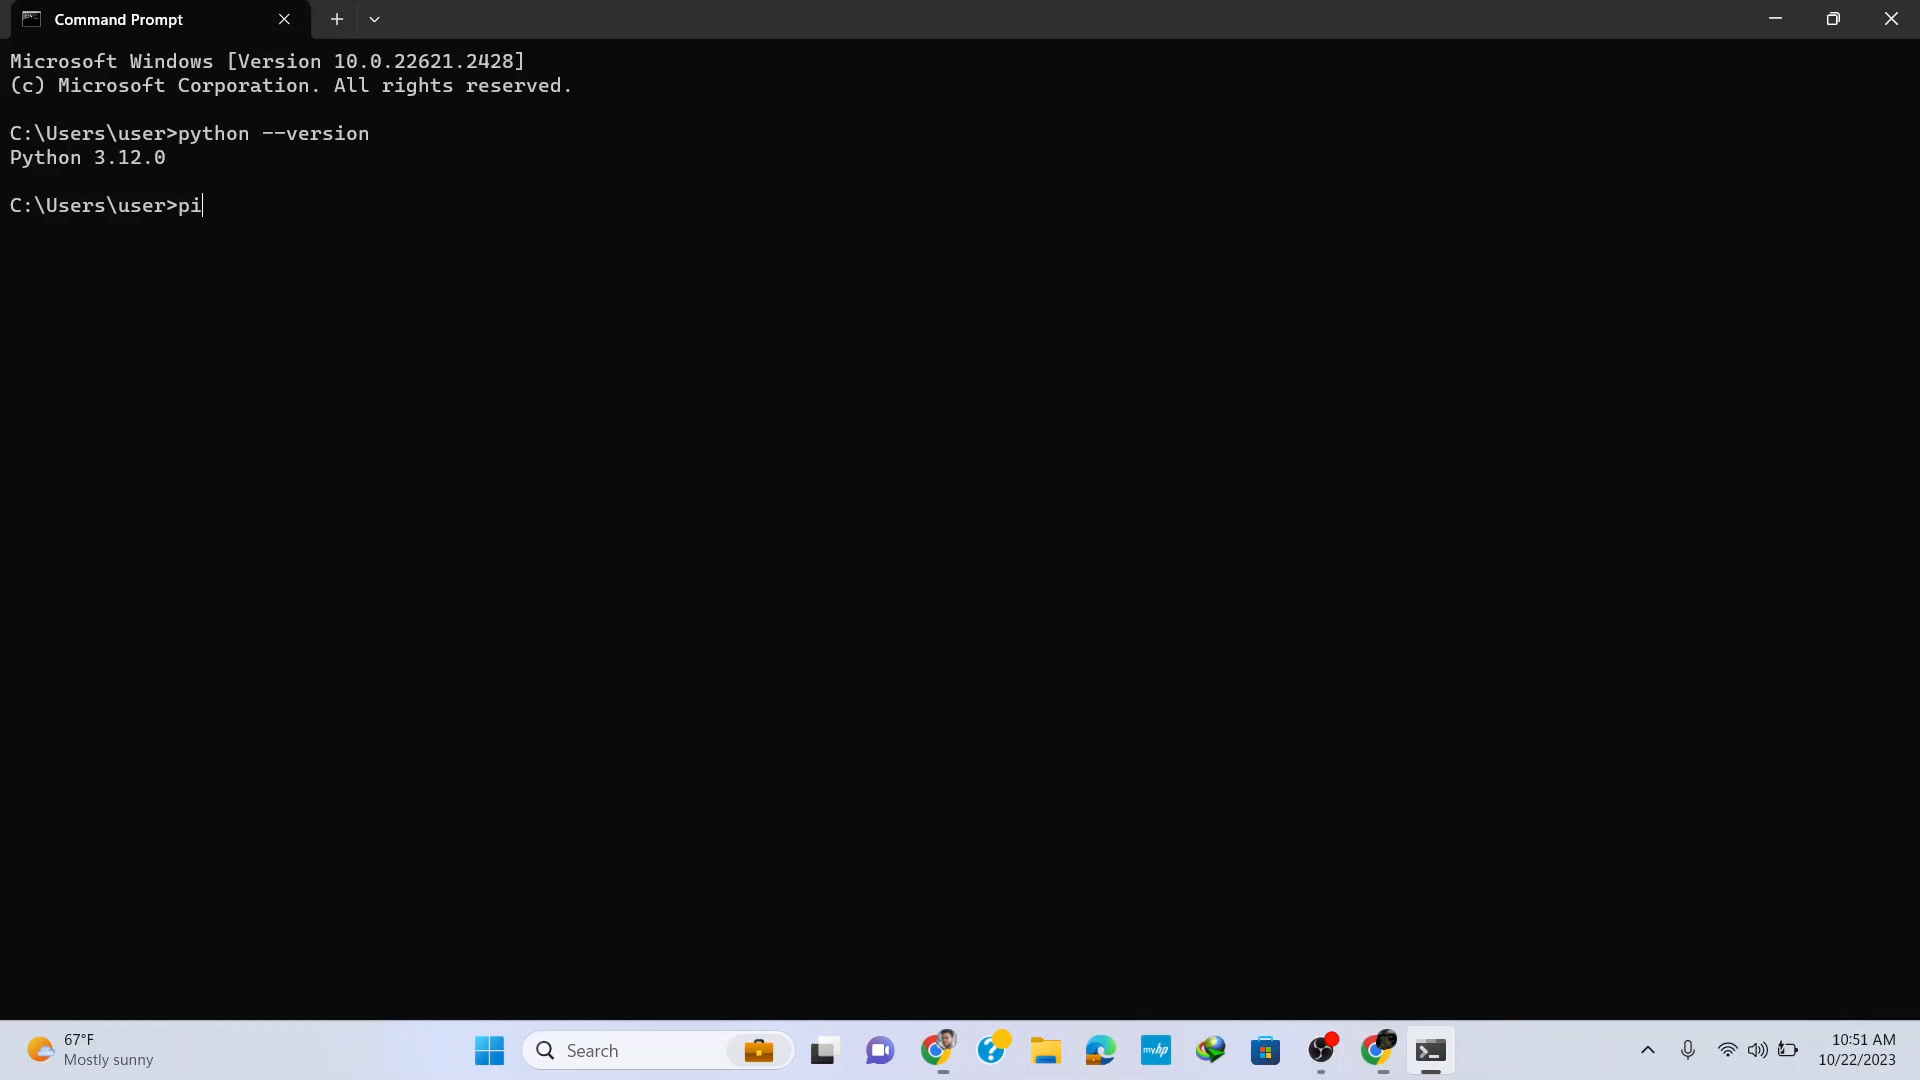 Command Prompt
Microsoft Windows [Version 10.0.22621.2428]
(c) Microsoft Corporation. All rights reserved.
C:\Users\user>python --version
Python 3.12.0
C:\Users\user>pi
67°F
Mostly sunny
Search
myhp
10:51 AM
10/22/2023